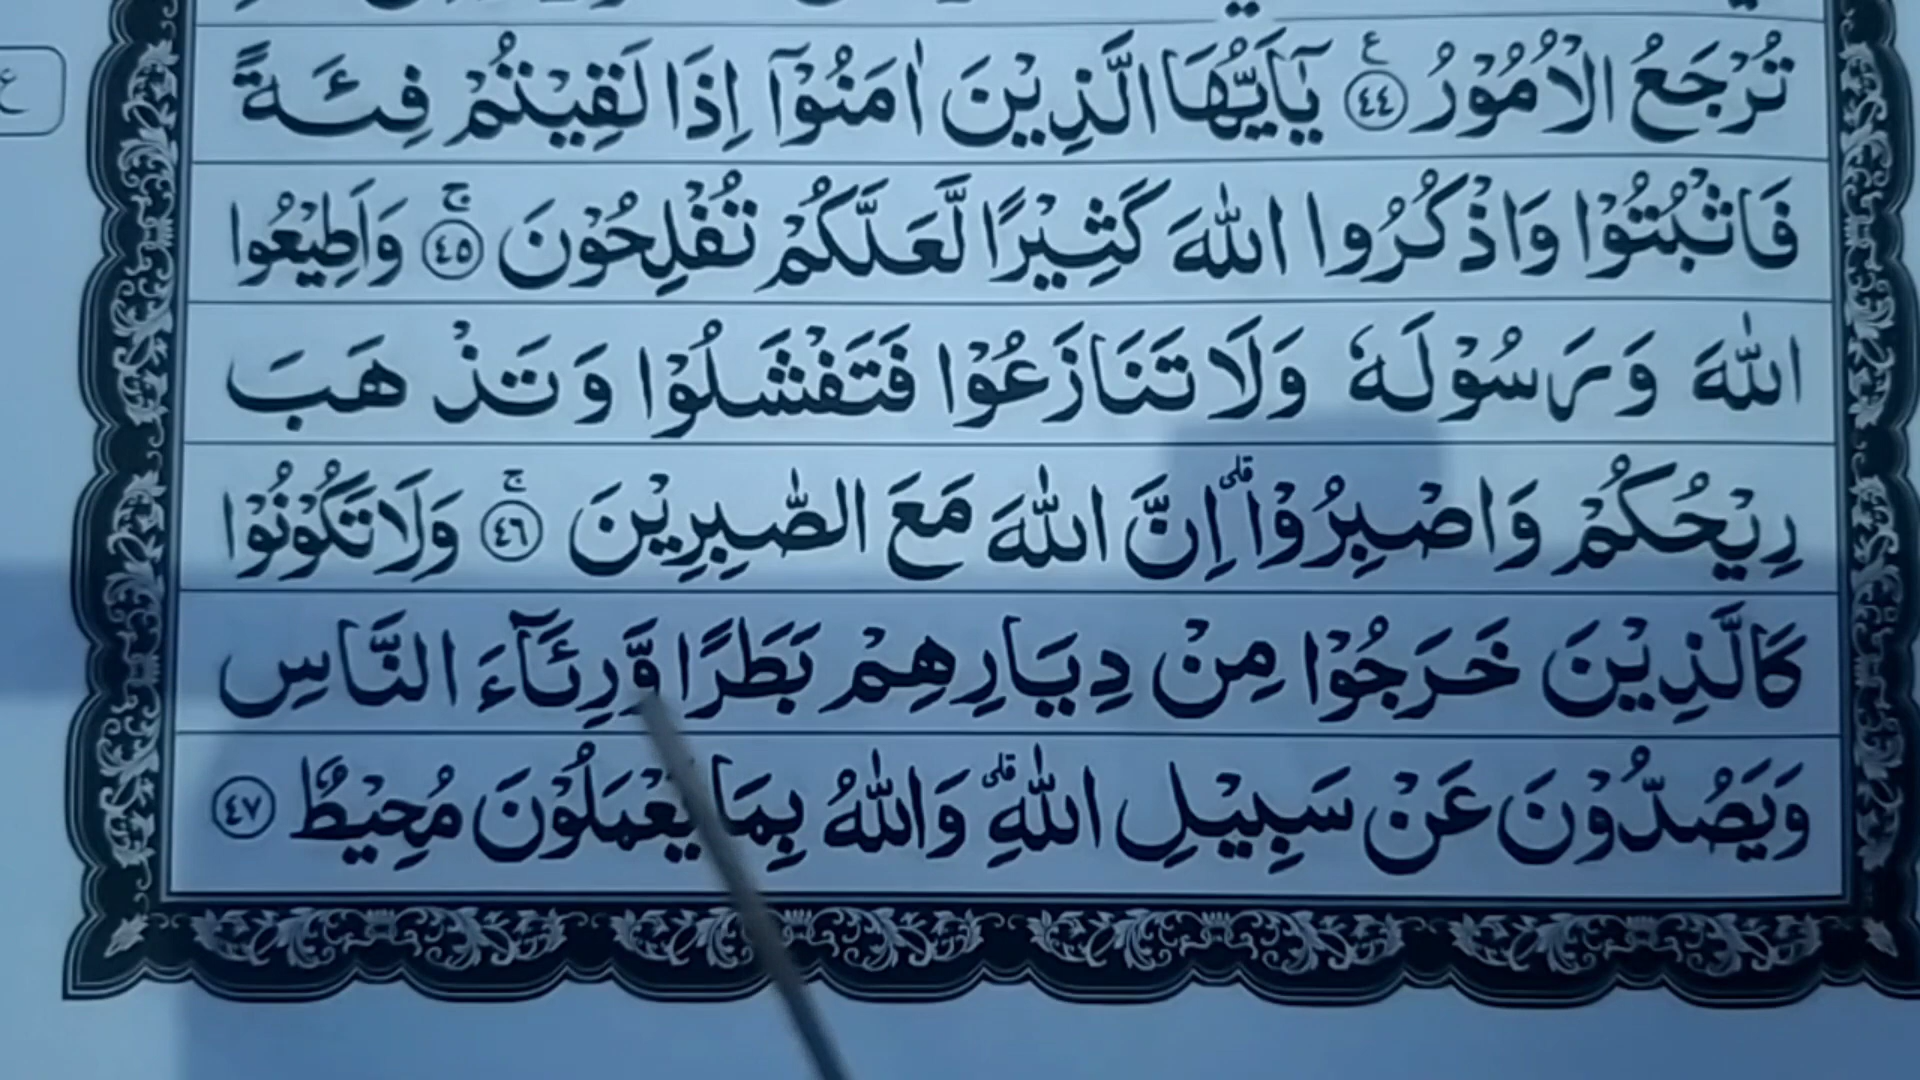 تُرْجَعُ الْاُمُوْرُ ٤٤ ع يٰٓاَيُّهَا الَّذِيْنَ اٰمَنُوْٓا اِذَا لَقِيْتُمْ فِئَةً
فَاثْبُتُوْا وَاذْكُرُوا اللّٰهَ كَثِيْرًا لَّعَلَّكُمْ تُفْلِحُوْنَ ٤٥ۚ وَاَطِيْعُوا
اللّٰهَ وَرَسُوْلَهٗ وَلَا تَنَازَعُوْا فَتَفْشَلُوْا وَتَذْهَبَ
رِيْحُكُمْ وَاصْبِرُوْاۗ اِنَّ اللّٰهَ مَعَ الصّٰبِرِيْنَ ٤٦ۚ وَلَا تَكُوْنُوْا
كَالَّذِيْنَ خَرَجُوْا مِنْ دِيَارِهِمْ بَطَرًا وَّرِئَاۤءَ النَّاسِ
وَيَصُدُّوْنَ عَنْ سَبِيْلِ اللّٰهِۗ وَاللّٰهُ بِمَا يَعْمَلُوْنَ مُحِيْطٌ ٤٧
ع